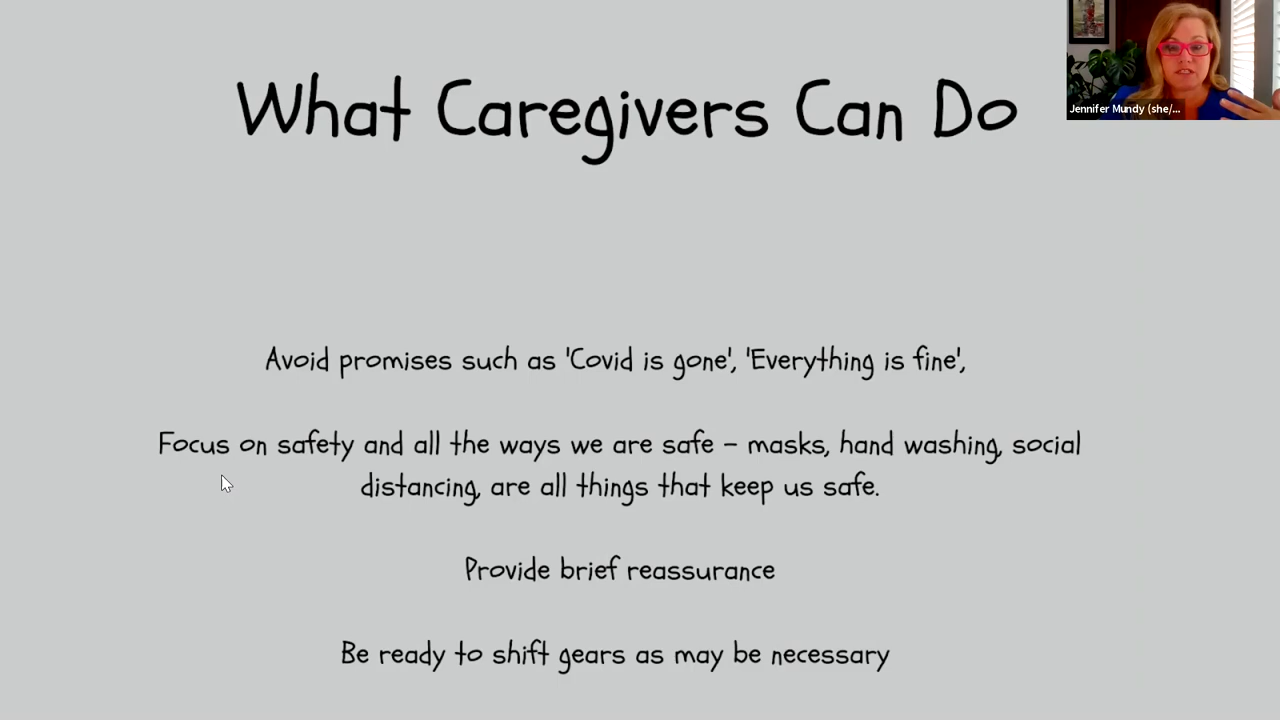 What Caregivers Can Do
Jennifer Mundy (she/...
Avoid promises such as 'Covid is gone', 'Everything is fine',
Focus on safety and all the ways we are safe – masks, hand washing, social
distancing, are all things that keep us safe.
Provide brief reassurance
Be ready to shift gears as may be necessary